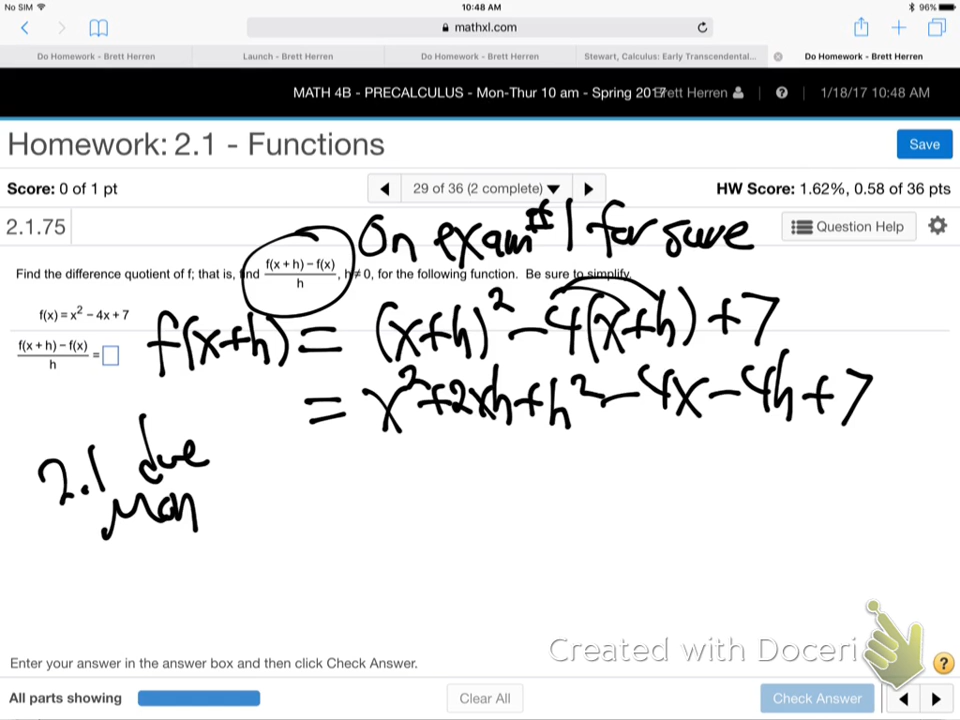 No SIM 10:48 AM 96%
mathxl.com
Do Homework - Brett Herren Launch - Brett Herren Do Homework - Brett Herren Stewart, Calculus: Early Transcendental... Do Homework - Brett Herren
MATH 4B - PRECALCULUS - Mon-Thur 10 am - Spring 2017 Brett Herren ? 1/18/17 10:48 AM
Homework: 2.1 - Functions Save
Score: 0 of 1 pt 29 of 36 (2 complete) HW Score: 1.62%, 0.58 of 36 pts
2.1.75 Question Help
On exam #1 for sure
Find the difference quotient of f; that is, find (f(x + h) − f(x))/h, h ≠ 0, for the following function. Be sure to simplify.
f(x) = x² − 4x + 7
f(x+h) = (x+h)² − 4(x+h) + 7
(f(x + h) − f(x))/h =
= x² + 2xh + h² − 4x − 4h + 7
2.1 due
Mon
Created with Doceri
Enter your answer in the answer box and then click Check Answer. ?
All parts showing Clear All Check Answer